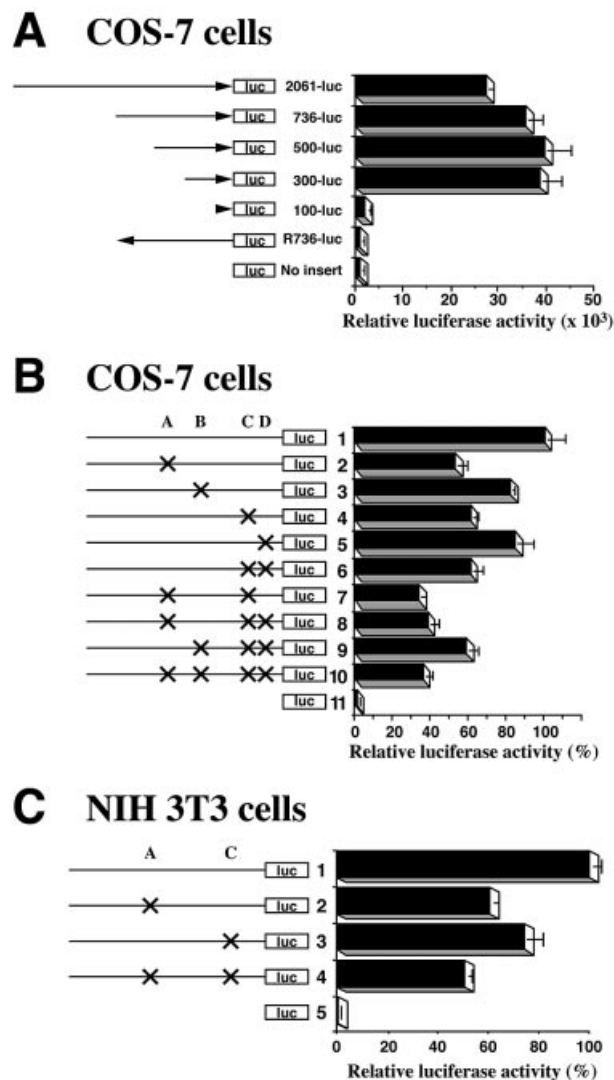 A COS-7 cells
luc 2061-luc
luc 736-luc
luc 500-luc
luc 300-luc
luc 100-luc
luc R736-luc
luc No insert
0 10 20 30 40 50
Relative luciferase activity (x 10³)
B COS-7 cells
A B C D
luc 1
luc 2
luc 3
luc 4
luc 5
luc 6
luc 7
luc 8
luc 9
luc 10
luc 11
0 20 40 60 80 100
Relative luciferase activity (%)
C NIH 3T3 cells
A C
luc 1
luc 2
luc 3
luc 4
luc 5
0 20 40 60 80 100
Relative luciferase activity (%)